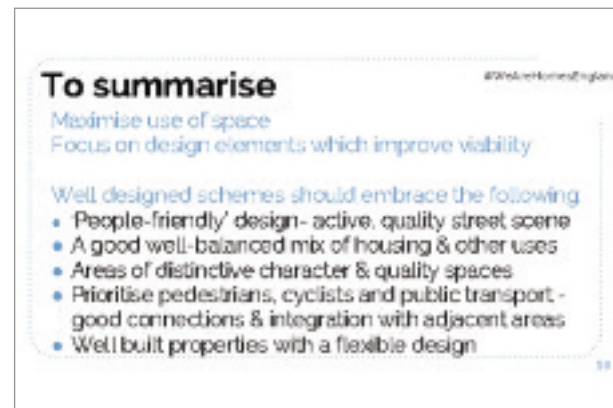 To summarise
#WeAreHomesEnglan
Maximise use of space
Focus on design elements which improve viability
Well designed schemes should embrace the following
• 'People-friendly' design- active, quality street scene
• A good well-balanced mix of housing & other uses
• Areas of distinctive character & quality spaces
• Prioritise pedestrians, cyclists and public transport -
good connections & integration with adjacent areas
• Well built properties with a flexible design